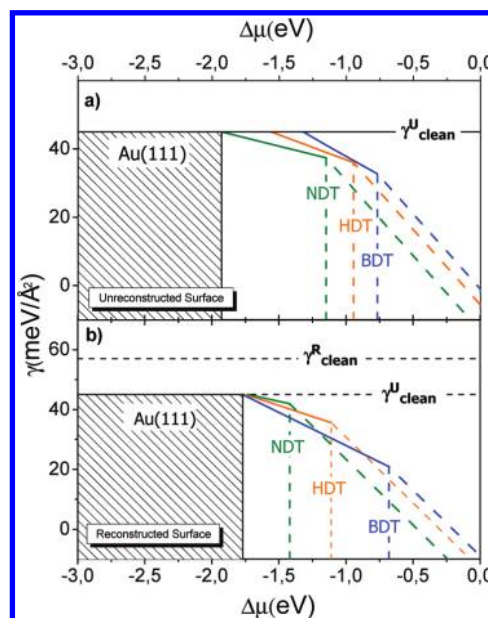 Δμ(eV)
-3,0 -2,5 -2,0 -1,5 -1,0 -0,5 0,0
a)
γᵁclean
40
Au(111)
NDT
20
HDT
BDT
0
Unreconstructed Surface
γ(meV/Å²)
b)
60
γᴿclean
γᵁclean
40
Au(111)
20
NDT
HDT
BDT
0
Reconstructed Surface
-3,0 -2,5 -2,0 -1,5 -1,0 -0,5 0,0
Δμ(eV)